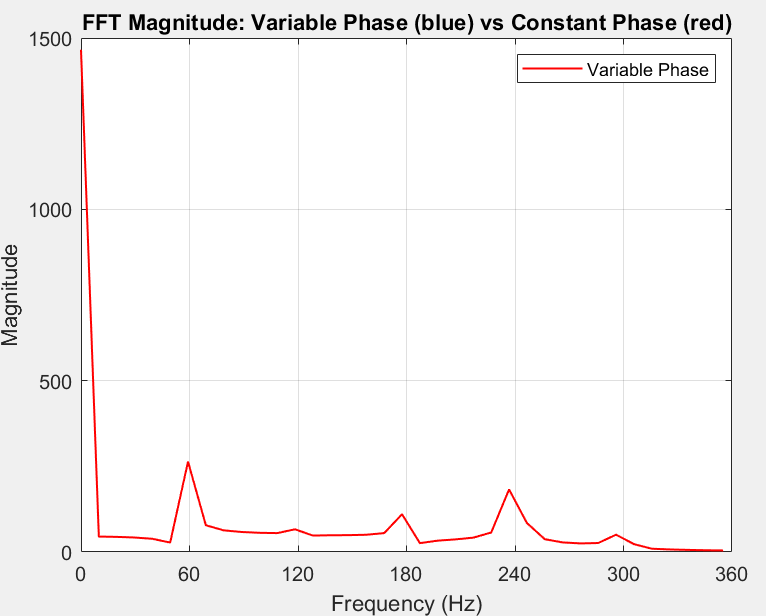 FFT Magnitude: Variable Phase (blue) vs Constant Phase (red)
Variable Phase
1500
1000
500
0
Magnitude
0 60 120 180 240 300 360
Frequency (Hz)